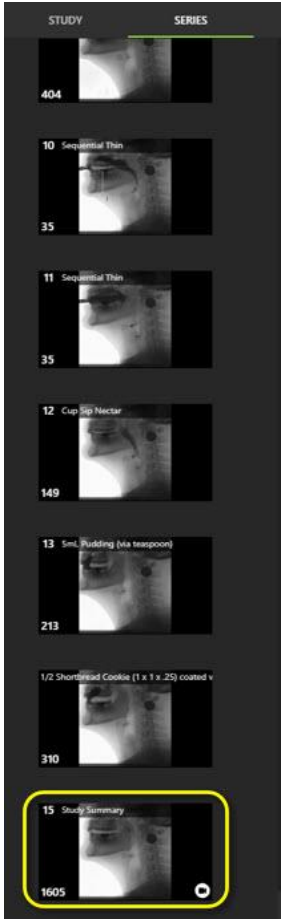 STUDY SERIES
404
10 Sequential Thin
35
11 Sequential Thin
35
12 Cup Sip Nectar
149
13 5mL Pudding (via teaspoon)
213
1/2 Shortbread Cookie (1 x 1 x .25) coated v
310
15 Study Summary
1605